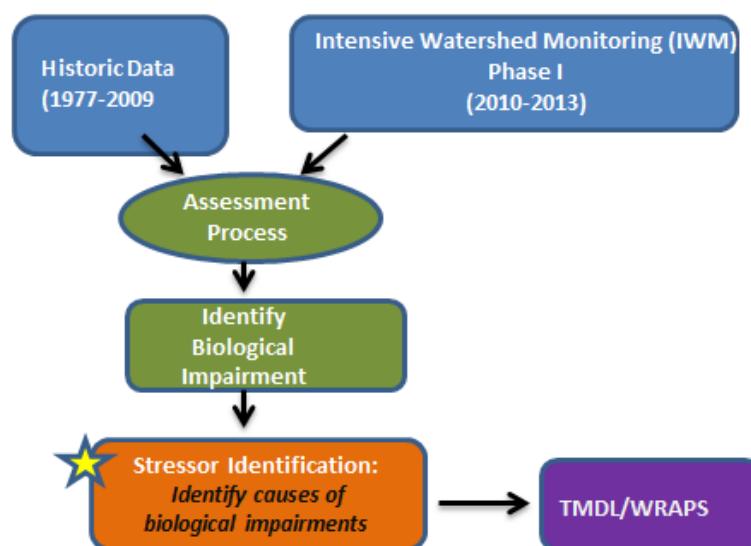 Historic Data
(1977-2009
Intensive Watershed Monitoring (IWM)
Phase I
(2010-2013)
Assessment
Process
Identify
Biological
Impairment
Stressor Identification:
Identify causes of
biological impairments
TMDL/WRAPS